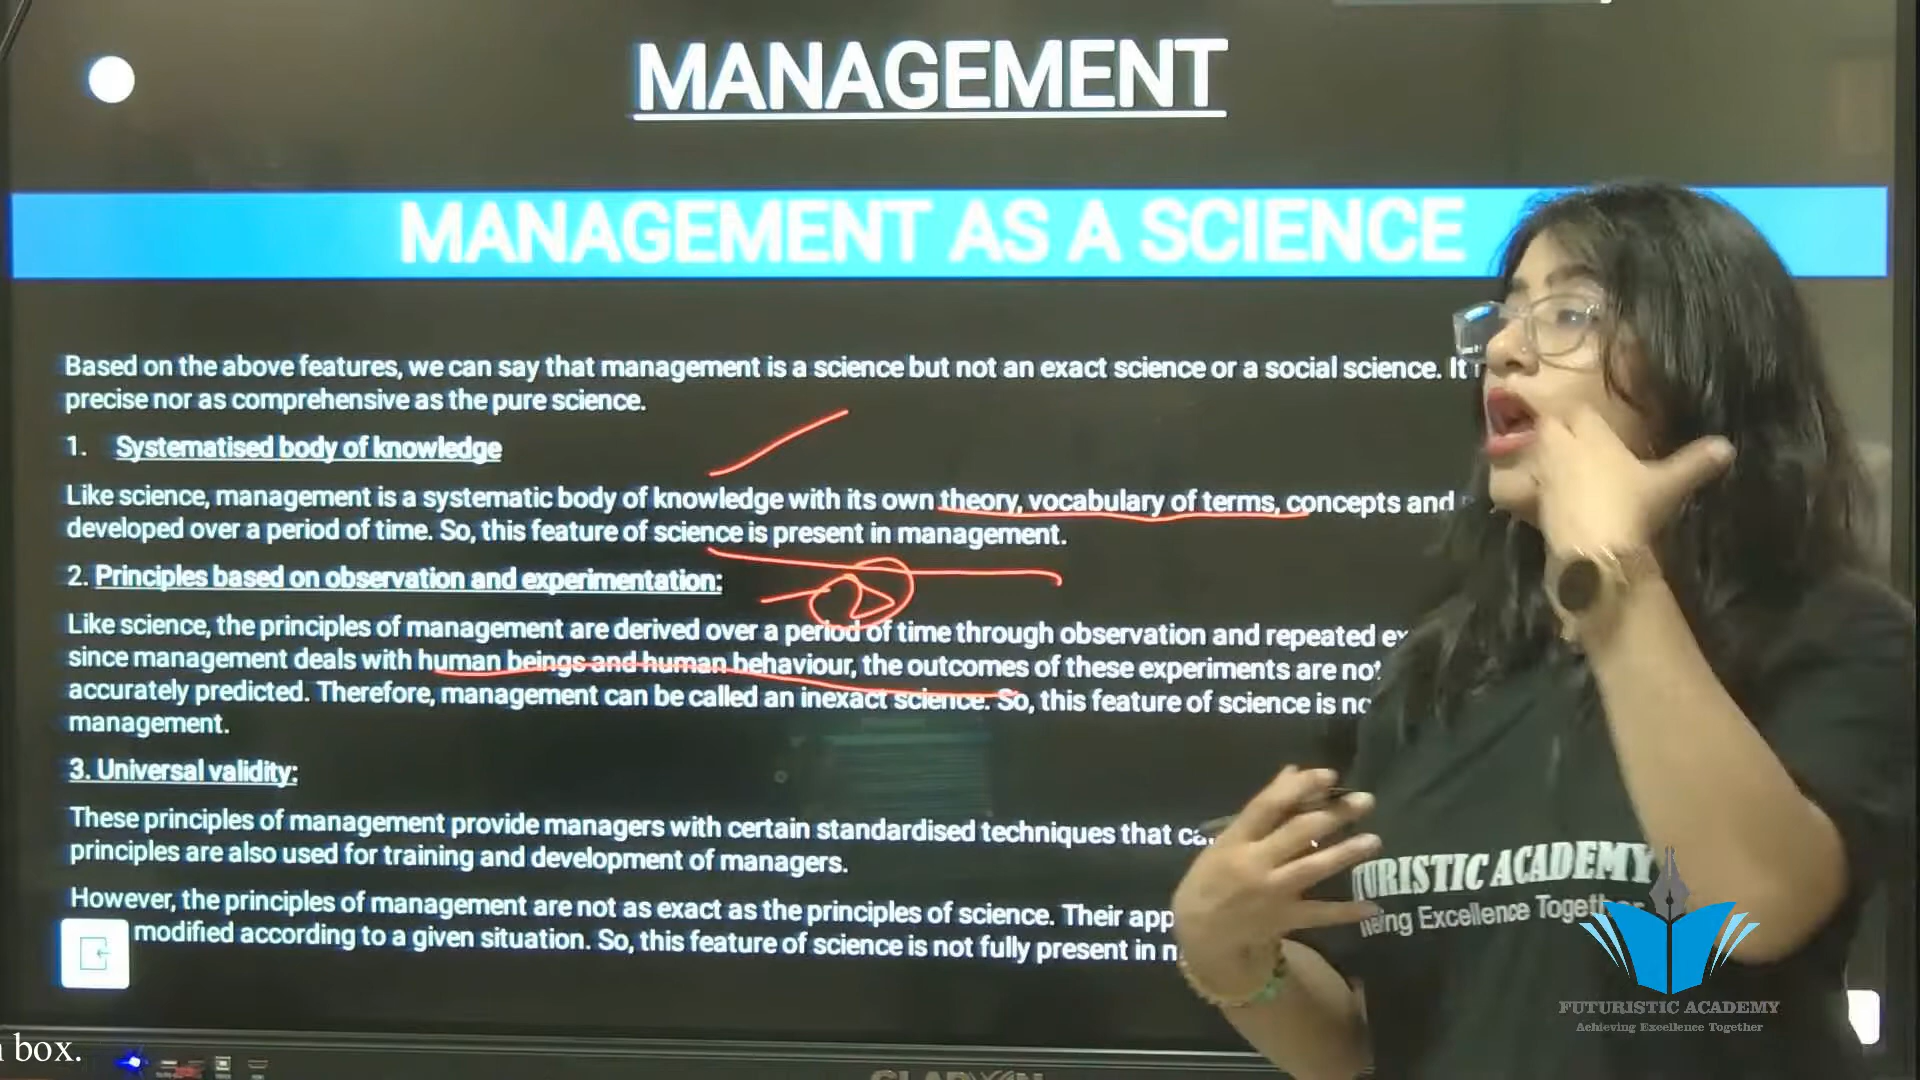 MANAGEMENT
MANAGEMENT AS A SCIENCE
Based on the above features, we can say that management is a science but not an exact science or a social science. It
precise nor as comprehensive as the pure science.
1. Systematised body of knowledge
Like science, management is a systematic body of knowledge with its own theory, vocabulary of terms, concepts and
developed over a period of time. So, this feature of science is present in management.
2. Principles based on observation and experimentation:
Like science, the principles of management are derived over a period of time through observation and repeated
since management deals with human beings and human behaviour, the outcomes of these experiments are not
accurately predicted. Therefore, management can be called an inexact science. So, this feature of science is
management.
3. Universal validity:
These principles of management provide managers with certain standardised techniques that
principles are also used for training and development of managers.
However, the principles of management are not as exact as the principles of science. Their
modified according to a given situation. So, this feature of science is not fully present in
TURISTIC ACADEMY
Excellence Together
FUTURISTIC ACADEMY
Achieving Excellence Together
box.